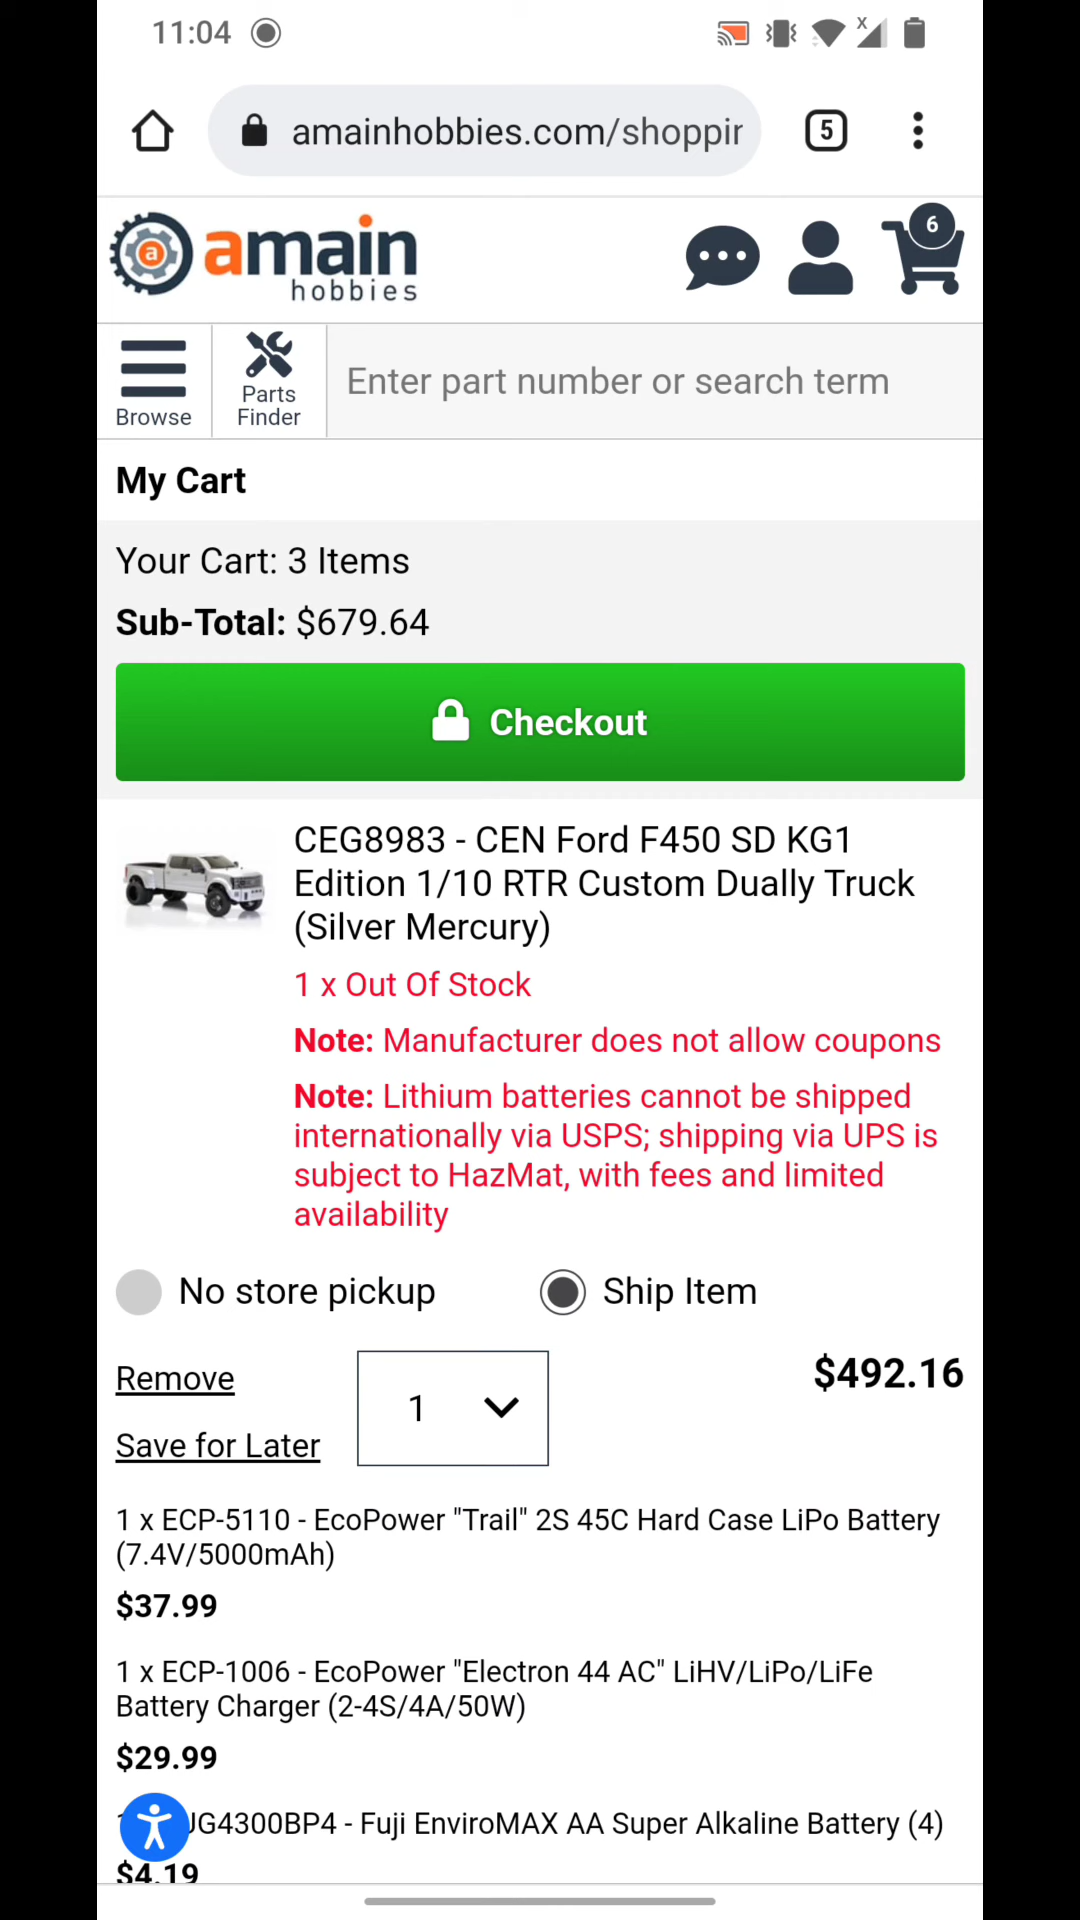 11:04
amainhobbies.com/shoppir
5
a
amain
hobbies
6
Browse
Parts
Finder
Enter part number or search term
My Cart
Your Cart: 3 Items
Sub-Total: $679.64
Checkout
CEG8983 - CEN Ford F450 SD KG1
Edition 1/10 RTR Custom Dually Truck
(Silver Mercury)
1 x Out Of Stock
Note: Manufacturer does not allow coupons
Note: Lithium batteries cannot be shipped
internationally via USPS; shipping via UPS is
subject to HazMat, with fees and limited
availability
No store pickup
Ship Item
Remove
1
$492.16
Save for Later
1 x ECP-5110 - EcoPower "Trail" 2S 45C Hard Case LiPo Battery
(7.4V/5000mAh)
$37.99
1 x ECP-1006 - EcoPower "Electron 44 AC" LiHV/LiPo/LiFe
Battery Charger (2-4S/4A/50W)
$29.99
JG4300BP4 - Fuji EnviroMAX AA Super Alkaline Battery (4)
$4.19